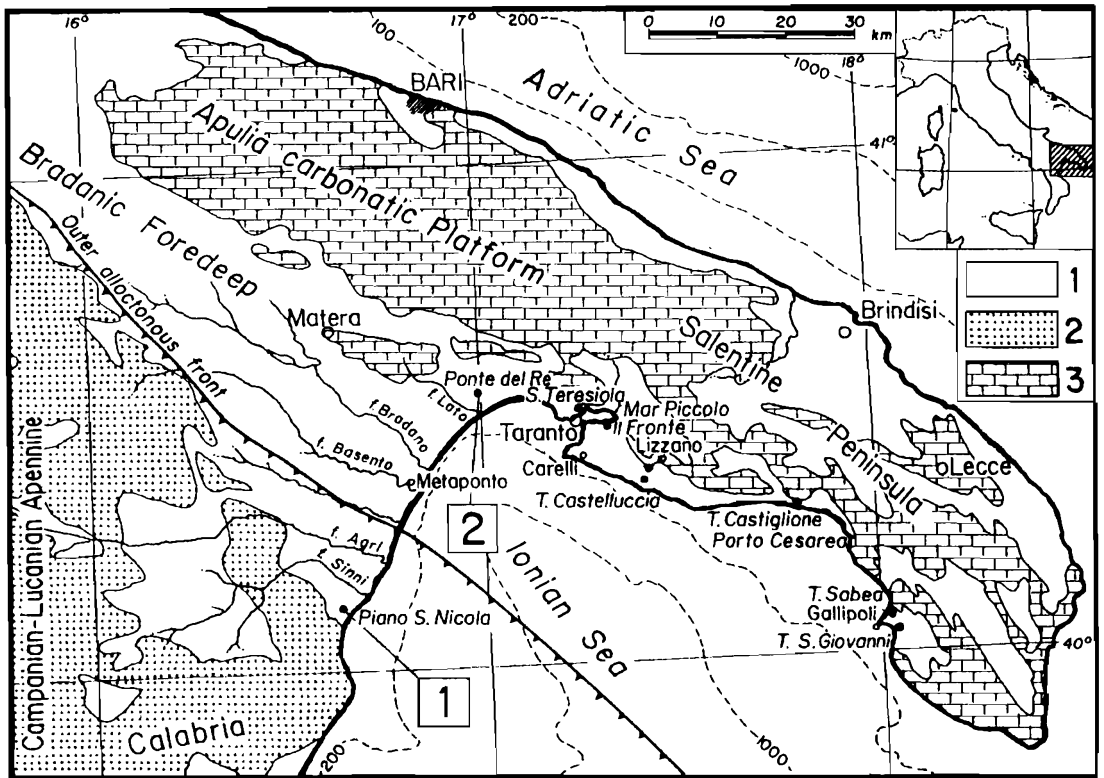 16°
17°
200
100
0 10 20 30
km
18°
1000
BARI
Adriatic Sea
41°
Apulia carbonatic Platform
Bradanic Foredeep
Outer alloctonous front
1
2
3
Matera
Brindisi
Salentine Peninsula
Ponte del Re
S. Teresiola
f. Lato
Mar Piccolo
f. Bradano
Taranto
Il Fronte
Lizzano
f. Basento
Carelli
Lecce
Metaponto
T. Castelluccia
T. Castiglione
Porto Cesarea
2
f. Agri
f. Sinni
Ionian Sea
T. Sabea
Gallipoli
Piano S. Nicola
T. S. Giovanni
40°
Campanian-Lucanian Apennine
1
Calabria
200
1000